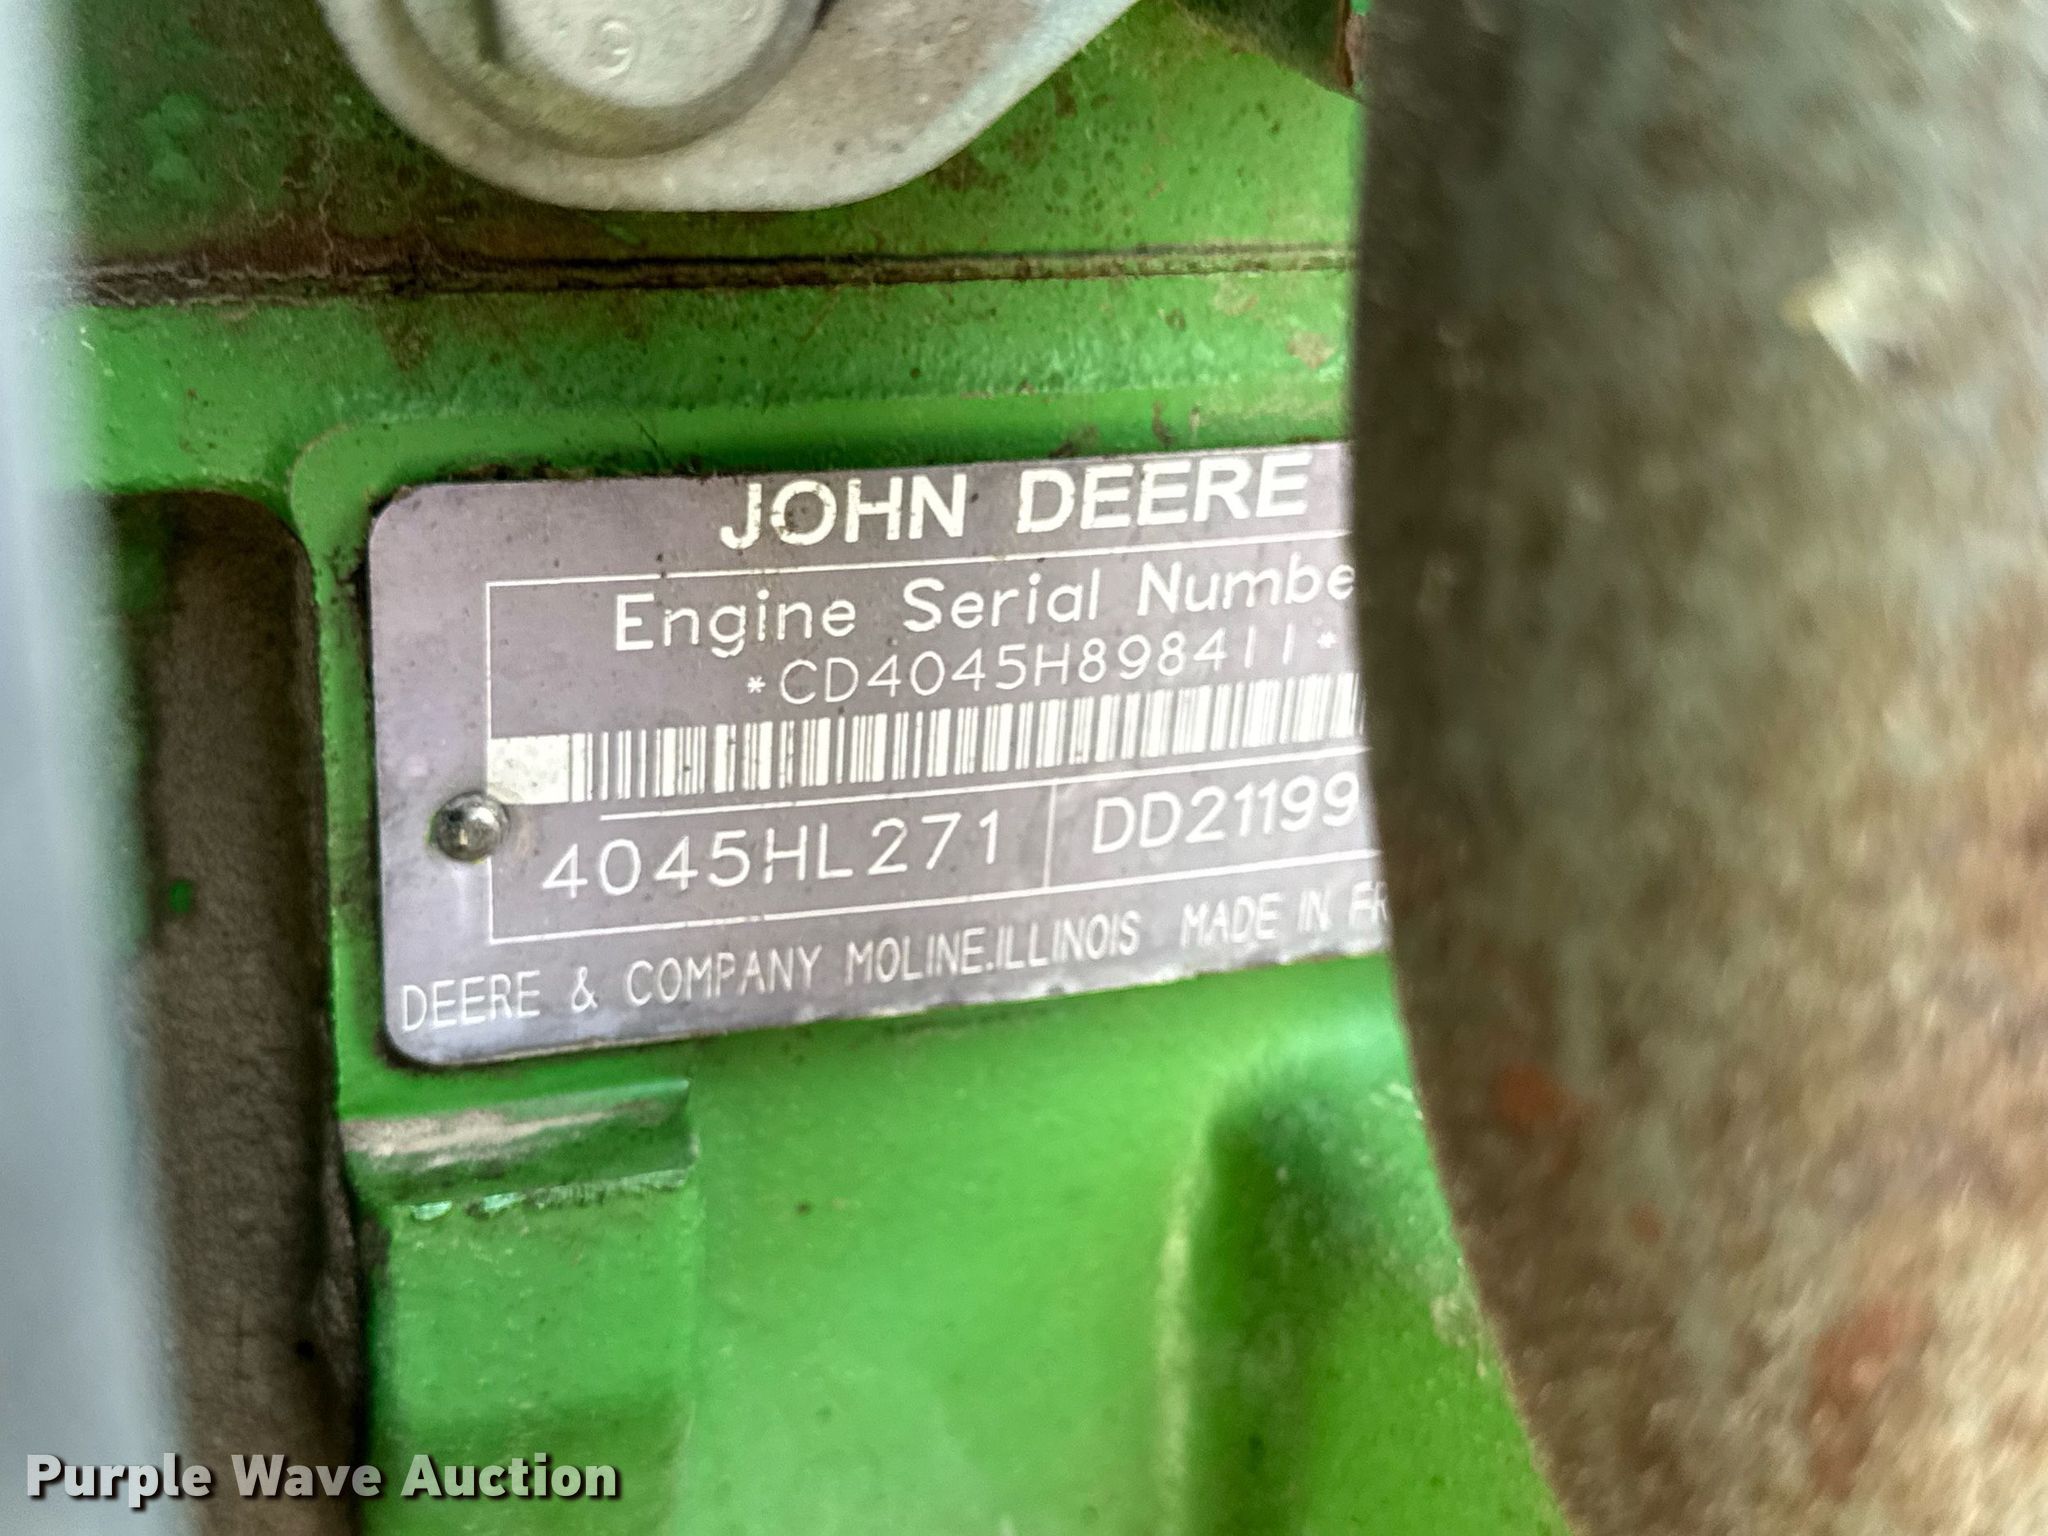 JOHN DEERE
Engine Serial Numbe
*CD4045H898411*
4045HL271 DD21199
DEERE & COMPANY MOLINE.ILLINOIS MADE IN FR
Purple Wave Auction